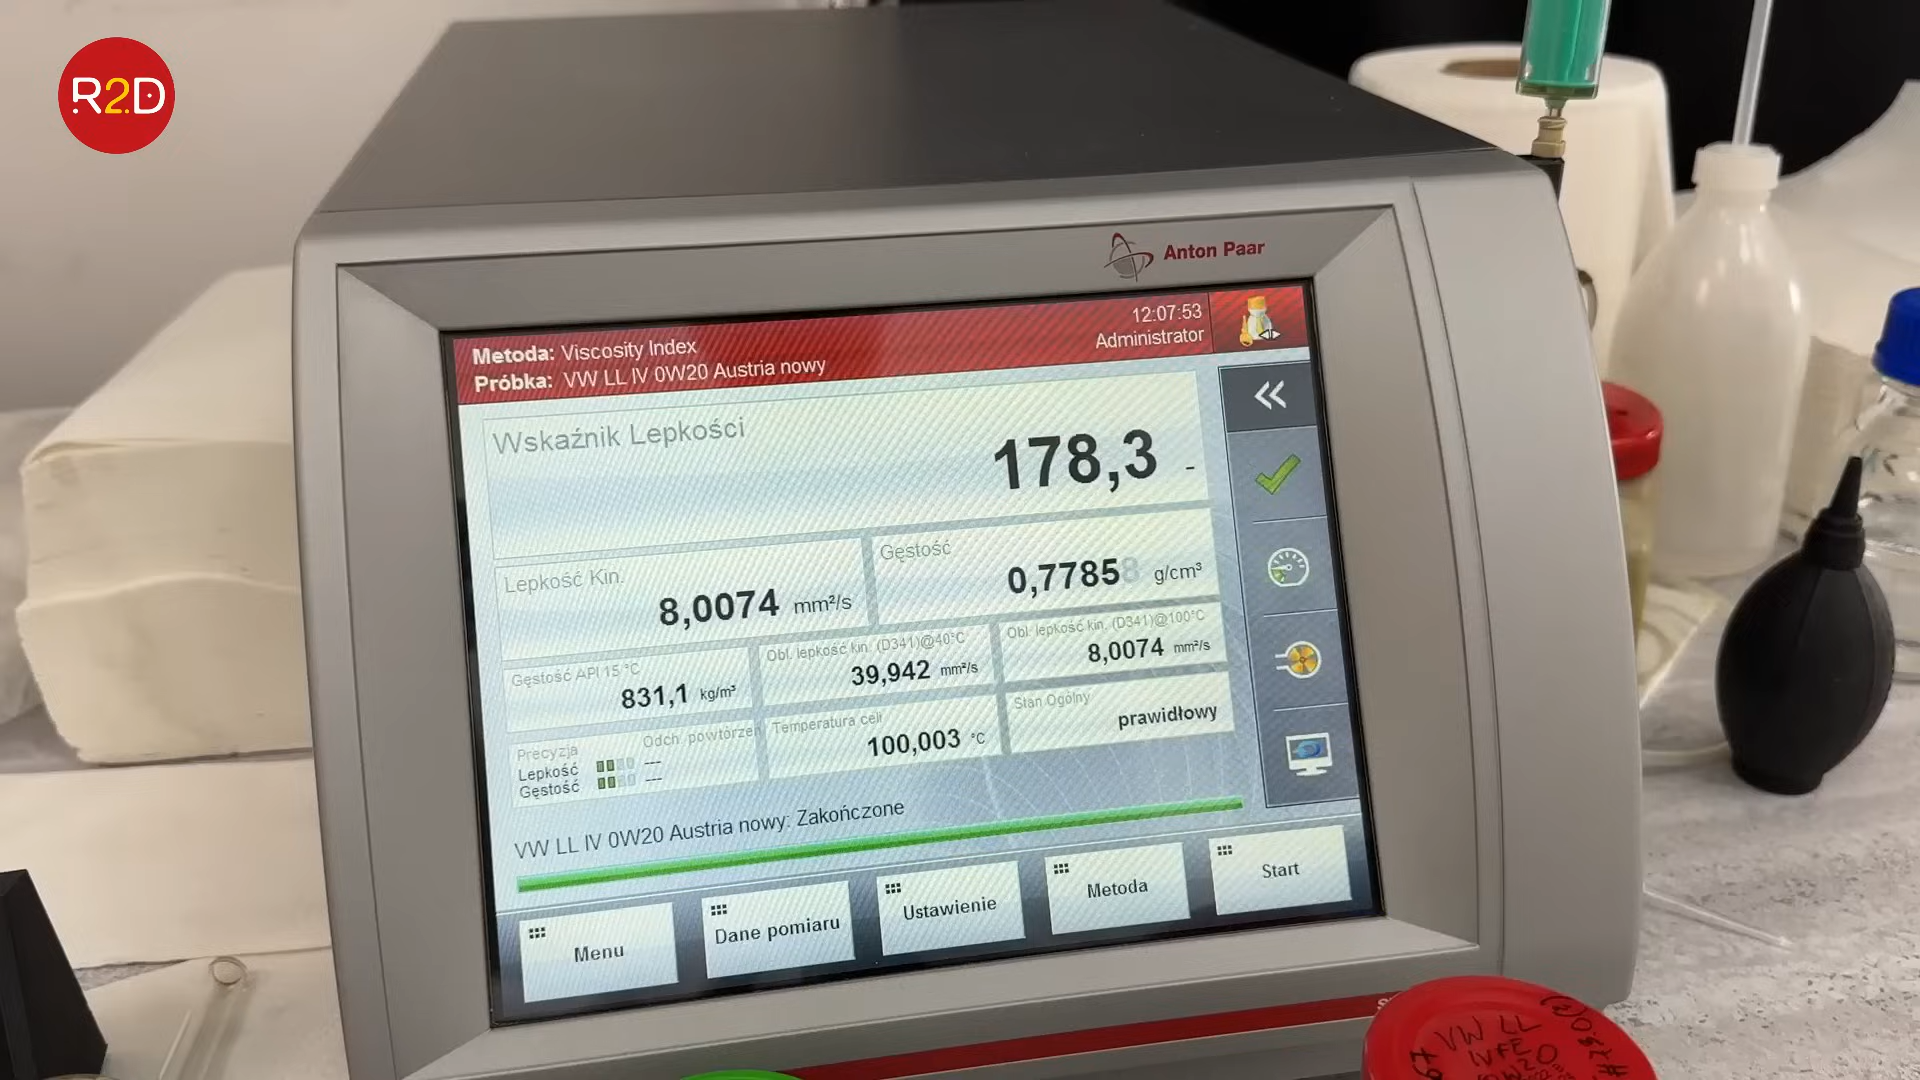 R2D
Anton Paar
12:07:53
Administrator
Metoda: Viscosity Index
Próbka: VW LL IV 0W20 Austria nowy
Wskaźnik Lepkości
178,3 -
Lepkość Kin.
8,0074 mm²/s
Gęstość
0,77858 g/cm³
Gęstość API 15 °C
831,1 kg/m³
Obl. lepkość kin. (D341)@40°C
39,942 mm²/s
Obl. lepkość kin. (D341)@100°C
8,0074 mm²/s
Precyzja
Odch. powtórzen
Lepkość ---
Gęstość ---
Temperatura celi
100,003 °C
Stan Ogólny
prawidłowy
VW LL IV 0W20 Austria nowy: Zakończone
Menu
Dane pomiaru
Ustawienie
Metoda
Start
VW LL
IV FE
0W20